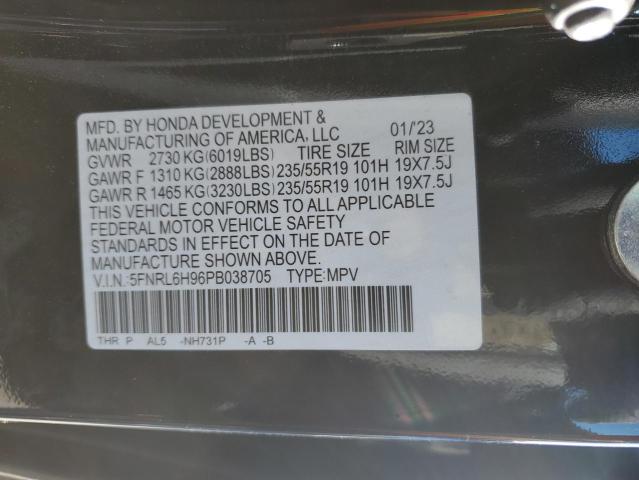 MFD. BY HONDA DEVELOPMENT &
MANUFACTURING OF AMERICA, LLC 01/'23
GVWR 2730 KG(6019LBS) TIRE SIZE RIM SIZE
GAWR F 1310 KG(2888LBS) 235/55R19 101H 19X7.5J
GAWR R 1465 KG(3230LBS) 235/55R19 101H 19X7.5J
THIS VEHICLE CONFORMS TO ALL APPLICABLE
FEDERAL MOTOR VEHICLE SAFETY
STANDARDS IN EFFECT ON THE DATE OF
MANUFACTURE SHOWN ABOVE.
V.I.N.:5FNRL6H96PB038705 TYPE:MPV
THR P AL5 -NH731P -A -B